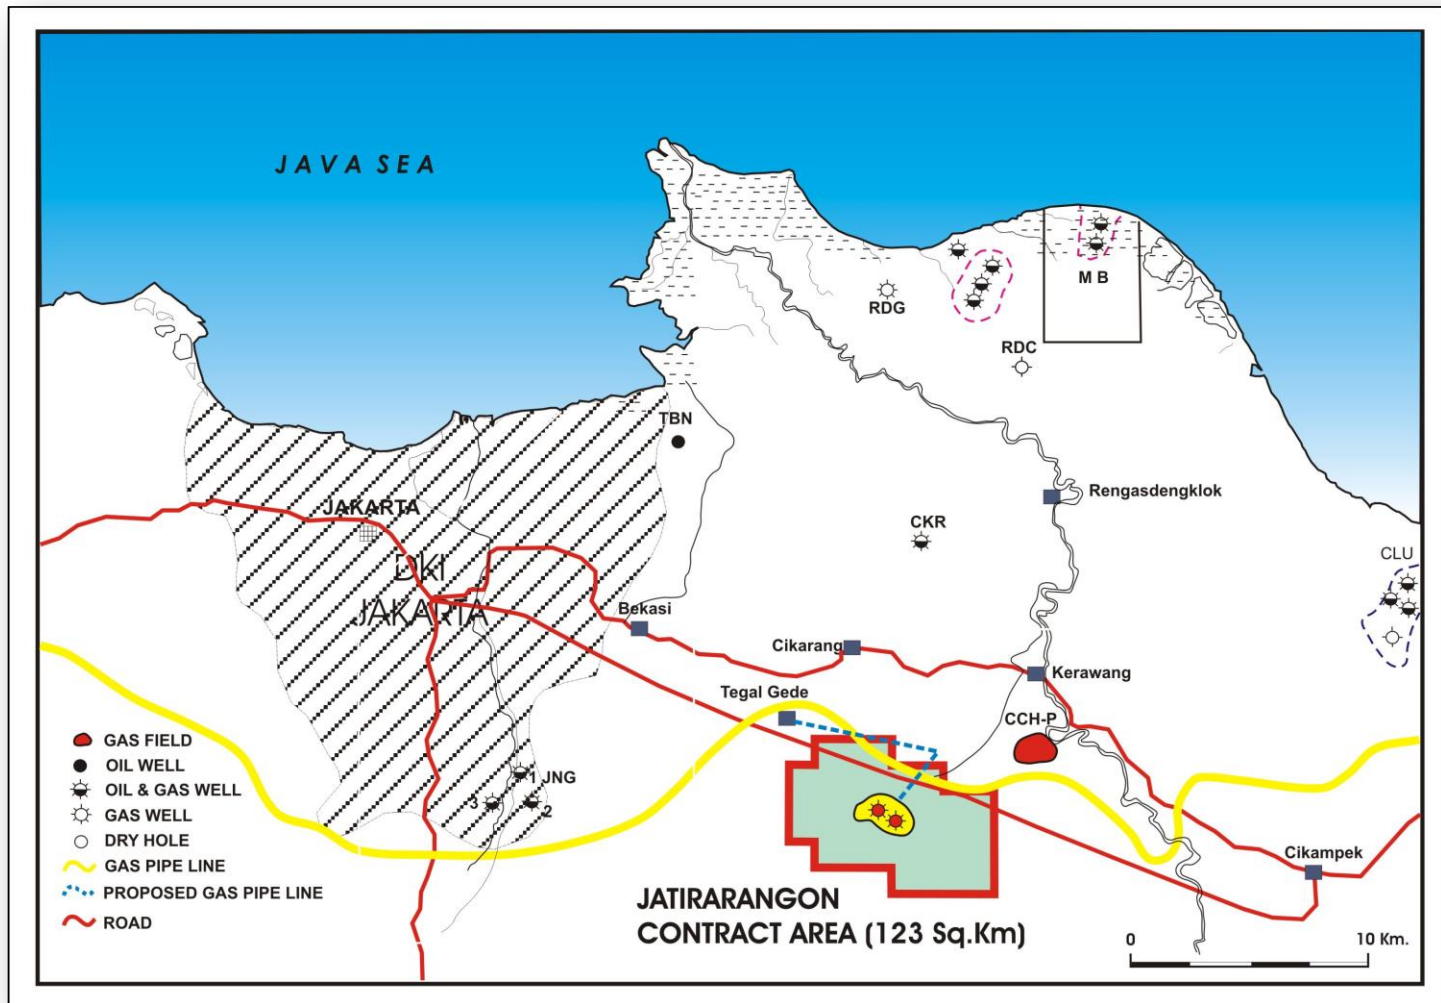 JAVA SEA
M B
RDG
RDC
TBN
Rengasdengklok
JAKARTA
CKR
CLU
DKI
JAKARTA
Bekasi
Cikarang
Kerawang
Tegal Gede
CCH-P
GAS FIELD
OIL WELL
OIL & GAS WELL
GAS WELL
DRY HOLE
GAS PIPE LINE
PROPOSED GAS PIPE LINE
ROAD
1 JNG
3
2
Cikampek
JATIRARANGON
CONTRACT AREA (123 Sq.Km)
0 10 Km.